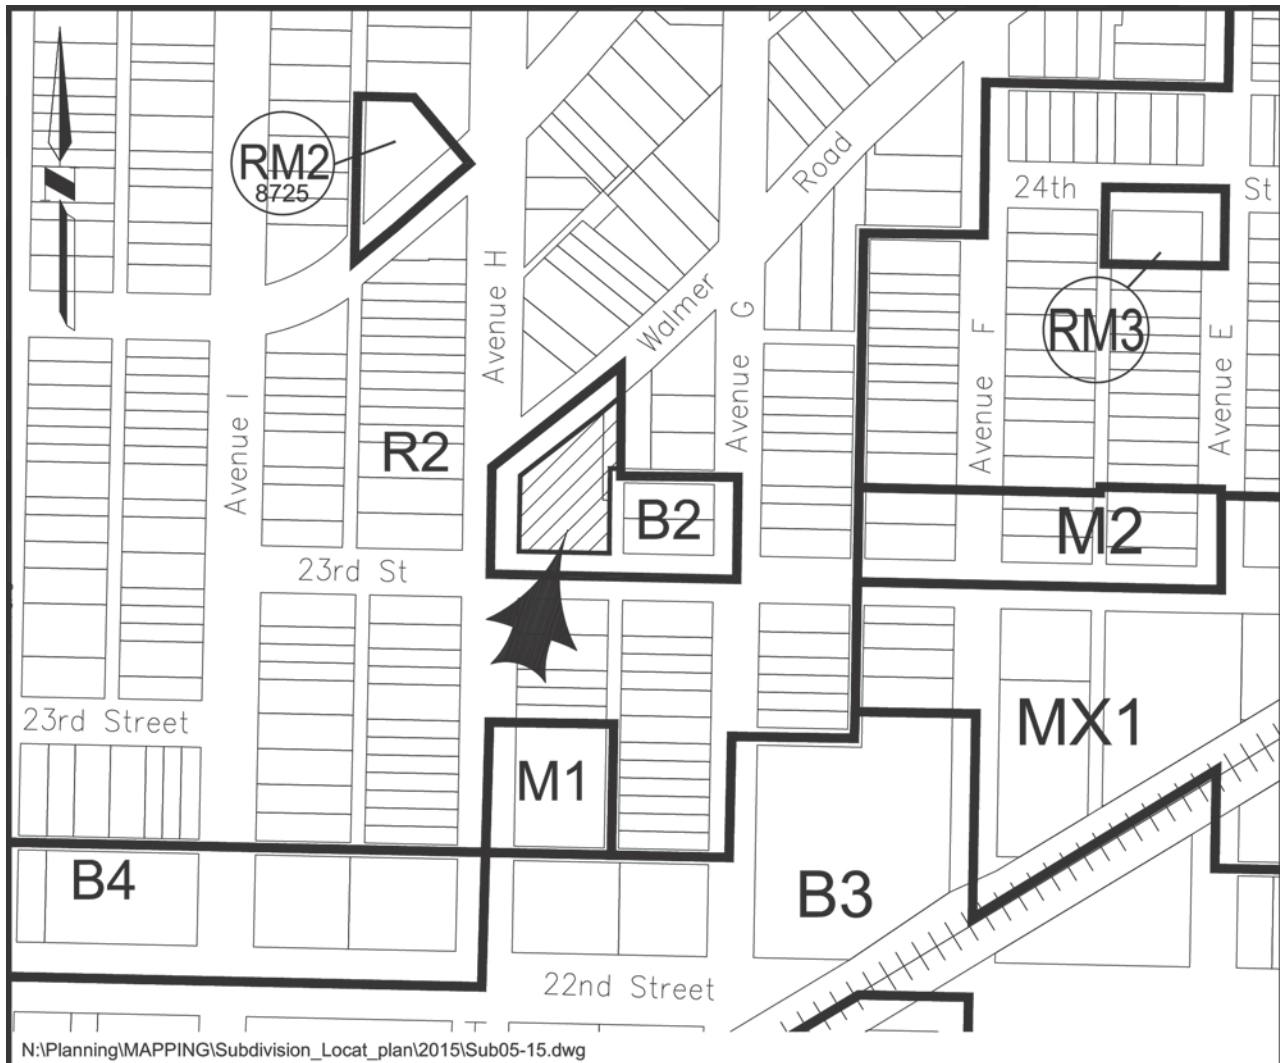 RM2
8725
Road
24th St
Avenue H
Walmer
Avenue G
RM3
Avenue F
Avenue E
Avenue I
R2
B2
M2
23rd St
23rd Street
MX1
M1
B4
B3
22nd Street
N:\Planning\MAPPING\Subdivision_Locat_plan\2015\Sub05-15.dwg